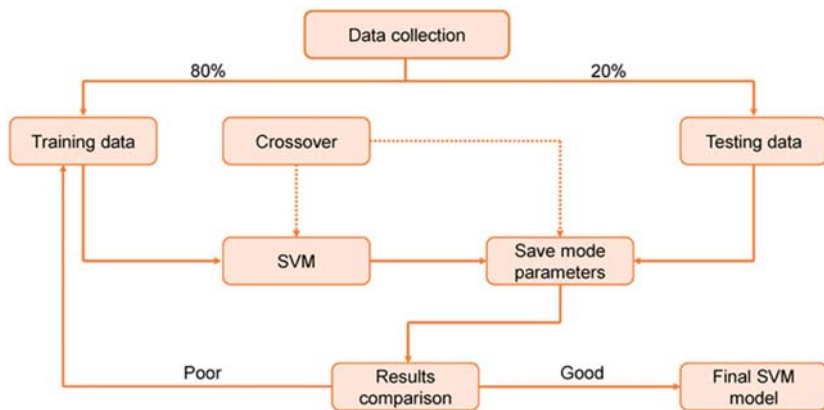 Data collection
80%
20%
Training data
Crossover
Testing data
SVM
Save mode
parameters
Poor
Results
comparison
Good
Final SVM
model